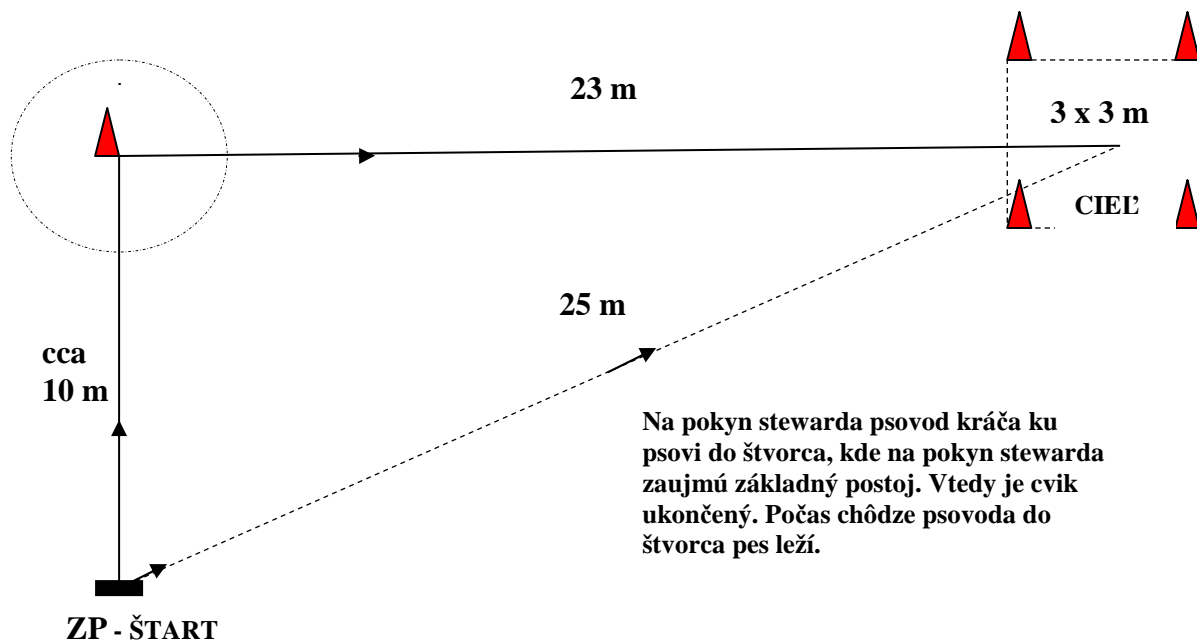 23 m
3 x 3 m
CIEĽ
25 m
cca
10 m
Na pokyn stewarda psovod kráča ku
psovi do štvorca, kde na pokyn stewarda
zaujmú základný postoj. Vtedy je cvik
ukončený. Počas chôdze psovoda do
štvorca pes leží.
ZP - ŠTART